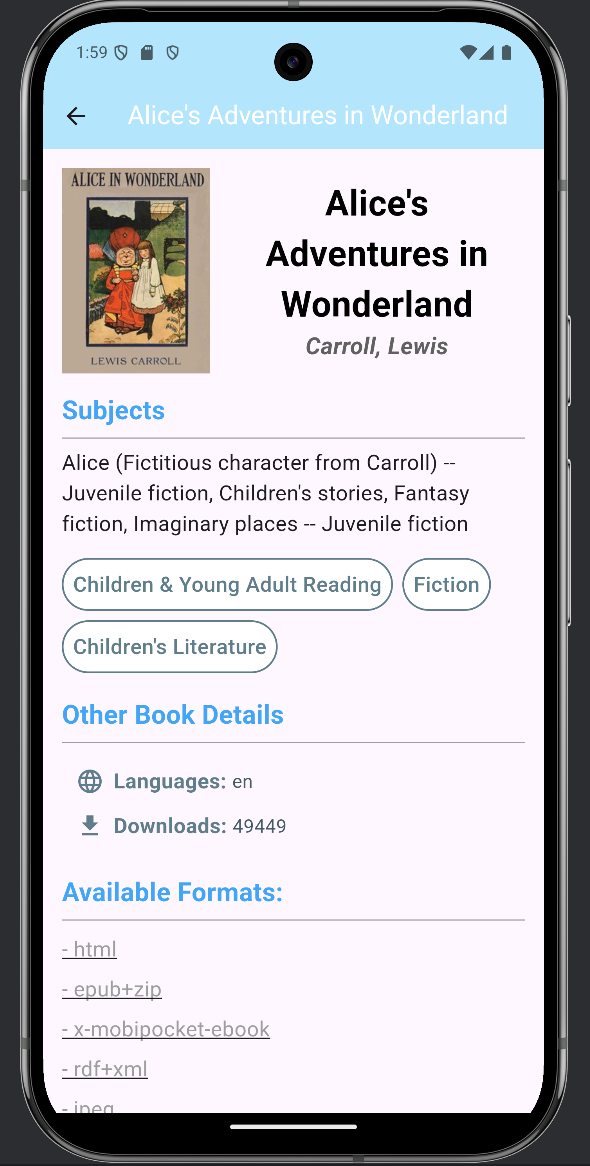 1:59
Alice's Adventures in Wonderland
ALICE IN WONDERLAND
LEWIS CARROLL
Alice's
Adventures in
Wonderland
Carroll, Lewis
Subjects
Alice (Fictitious character from Carroll) --
Juvenile fiction, Children's stories, Fantasy
fiction, Imaginary places -- Juvenile fiction
Children & Young Adult Reading
Fiction
Children's Literature
Other Book Details
Languages: en
Downloads: 49449
Available Formats:
- html
- epub+zip
- x-mobipocket-ebook
- rdf+xml
- jpeg